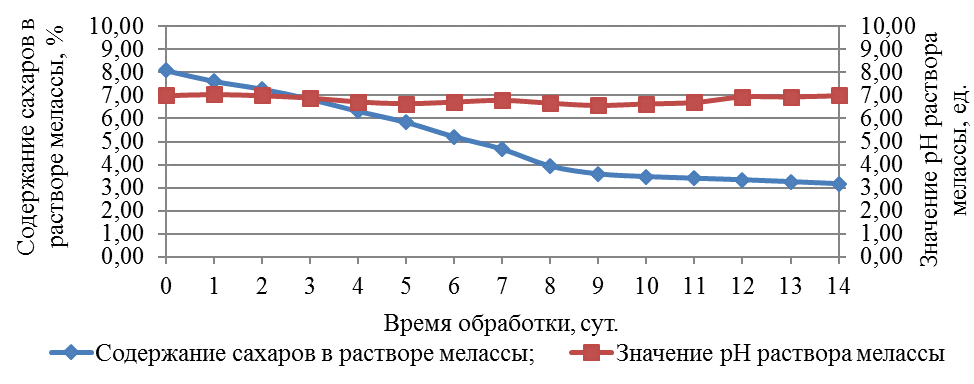 Содержание сахаров в
растворе мелассы, %
10,00
9,00
8,00
7,00
6,00
5,00
4,00
3,00
2,00
1,00
0,00
10,00
9,00
8,00
7,00
6,00
5,00
4,00
3,00
2,00
1,00
0,00
Значение pH раствора
мелассы, ед.
0 1 2 3 4 5 6 7 8 9 10 11 12 13 14
Время обработки, сут.
Содержание сахаров в растворе мелассы;
Значение pH раствора мелассы